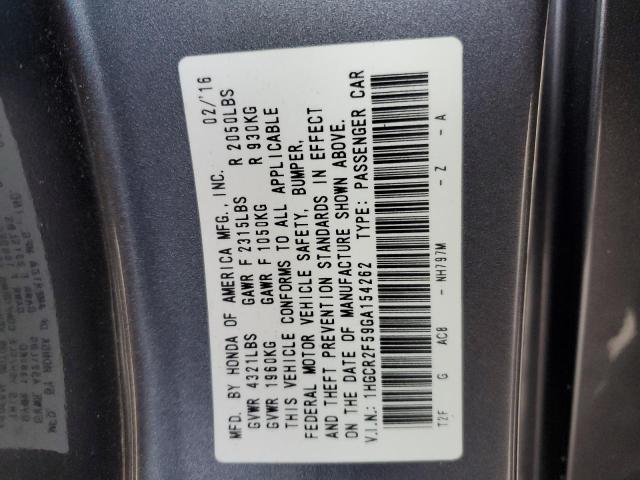 MFD. BY HONDA OF AMERICA MFG., INC. 02/'16
GVWR 4321LBS GAWR F 2315LBS R 2050LBS
GVWR 1960KG GAWR F 1050KG R 930KG
THIS VEHICLE CONFORMS TO ALL APPLICABLE
FEDERAL MOTOR VEHICLE SAFETY, BUMPER,
AND THEFT PREVENTION STANDARDS IN EFFECT
ON THE DATE OF MANUFACTURE SHOWN ABOVE.
V.I.N.: 1HGCR2F59GA154262 TYPE: PASSENGER CAR
T2F G AC8 - NH797M - Z - A